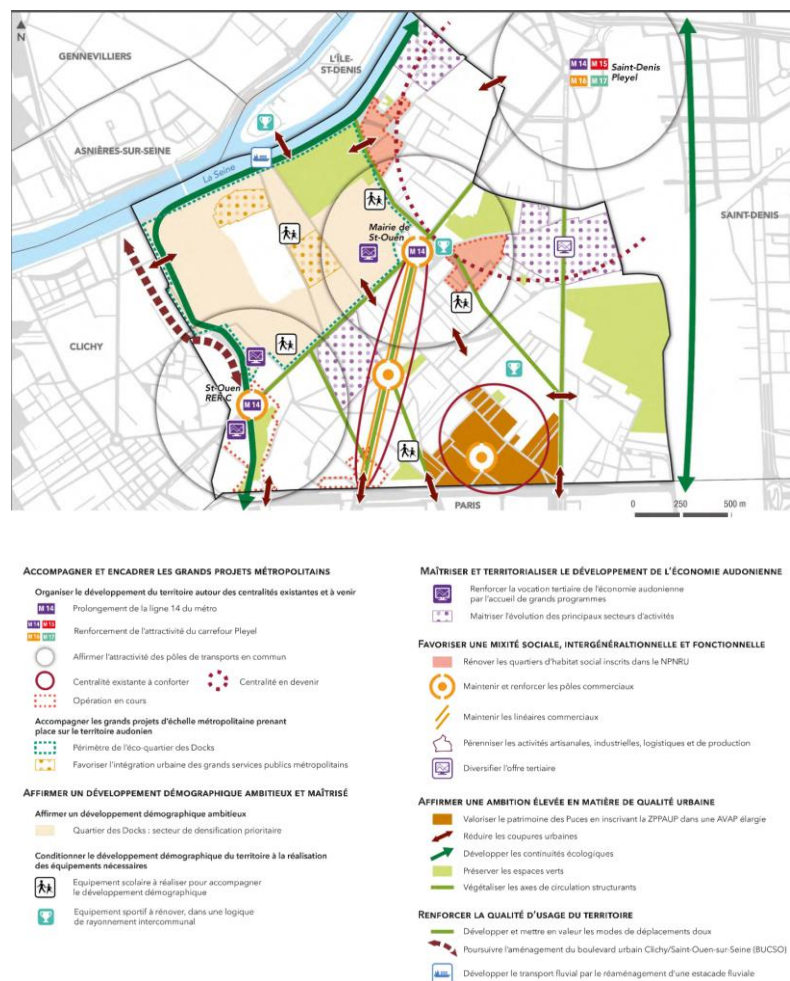 N
GENNEVILLIERS
L'ÎLE-
ST-DENIS
ASNIÈRES-SUR-SEINE
La Seine
M 14 M 15
M 16 M 17
Saint-Denis
Pleyel
SAINT-DENIS
Mairie de
St-Ouen
M 14
CLICHY
St-Ouen
RER C
M 14
PARIS
0 250 500 m
ACCOMPAGNER ET ENCADRER LES GRANDS PROJETS MÉTROPOLITAINS
Organiser le développement du territoire autour des centralités existantes et à venir
M 14 Prolongement de la ligne 14 du métro
M 14 M 15
M 16 M 17
Renforcement de l'attractivité du carrefour Pleyel
Affirmer l'attractivité des pôles de transports en commun
Centralité existante à conforter Centralité en devenir
Opération en cours
Accompagner les grands projets d'échelle métropolitaine prenant
place sur le territoire audonien
Périmètre de l'éco-quartier des Docks
Favoriser l'intégration urbaine des grands services publics métropolitains
AFFIRMER UN DÉVELOPPEMENT DÉMOGRAPHIQUE AMBITIEUX ET MAÎTRISÉ
Affirmer un développement démographique ambitieux
Quartier des Docks : secteur de densification prioritaire
Conditionner le développement démographique du territoire à la réalisation
des équipements nécessaires
Equipement scolaire à réaliser pour accompagner
le développement démographique
Equipement sportif à rénover, dans une logique
de rayonnement intercommunal
MAÎTRISER ET TERRITORIALISER LE DÉVELOPPEMENT DE L'ÉCONOMIE AUDONIENNE
Renforcer la vocation tertiaire de l'économie audonienne
par l'accueil de grands programmes
Maitriser l'évolution des principaux secteurs d'activités
FAVORISER UNE MIXITÉ SOCIALE, INTERGÉNÉRALTIONNELLE ET FONCTIONNELLE
Rénover les quartiers d'habitat social inscrits dans le NPNRU
Maintenir et renforcer les pôles commerciaux
Maintenir les linéaires commerciaux
Pérenniser les activités artisanales, industrielles, logistiques et de production
Diversifier l'offre tertiaire
AFFIRMER UNE AMBITION ÉLEVÉE EN MATIÈRE DE QUALITÉ URBAINE
Valoriser le patrimoine des Puces en inscrivant la ZPPAUP dans une AVAP élargie
Réduire les coupures urbaines
Développer les continuités écologiques
Préserver les espaces verts
Végétaliser les axes de circulation structurants
RENFORCER LA QUALITÉ D'USAGE DU TERRITOIRE
Développer et mettre en valeur les modes de déplacements doux
Poursuivre l'aménagement du boulevard urbain Clichy/Saint-Ouen-sur-Seine (BUCSO)
Développer le transport fluvial par le réaménagement d'une estacade fluviale